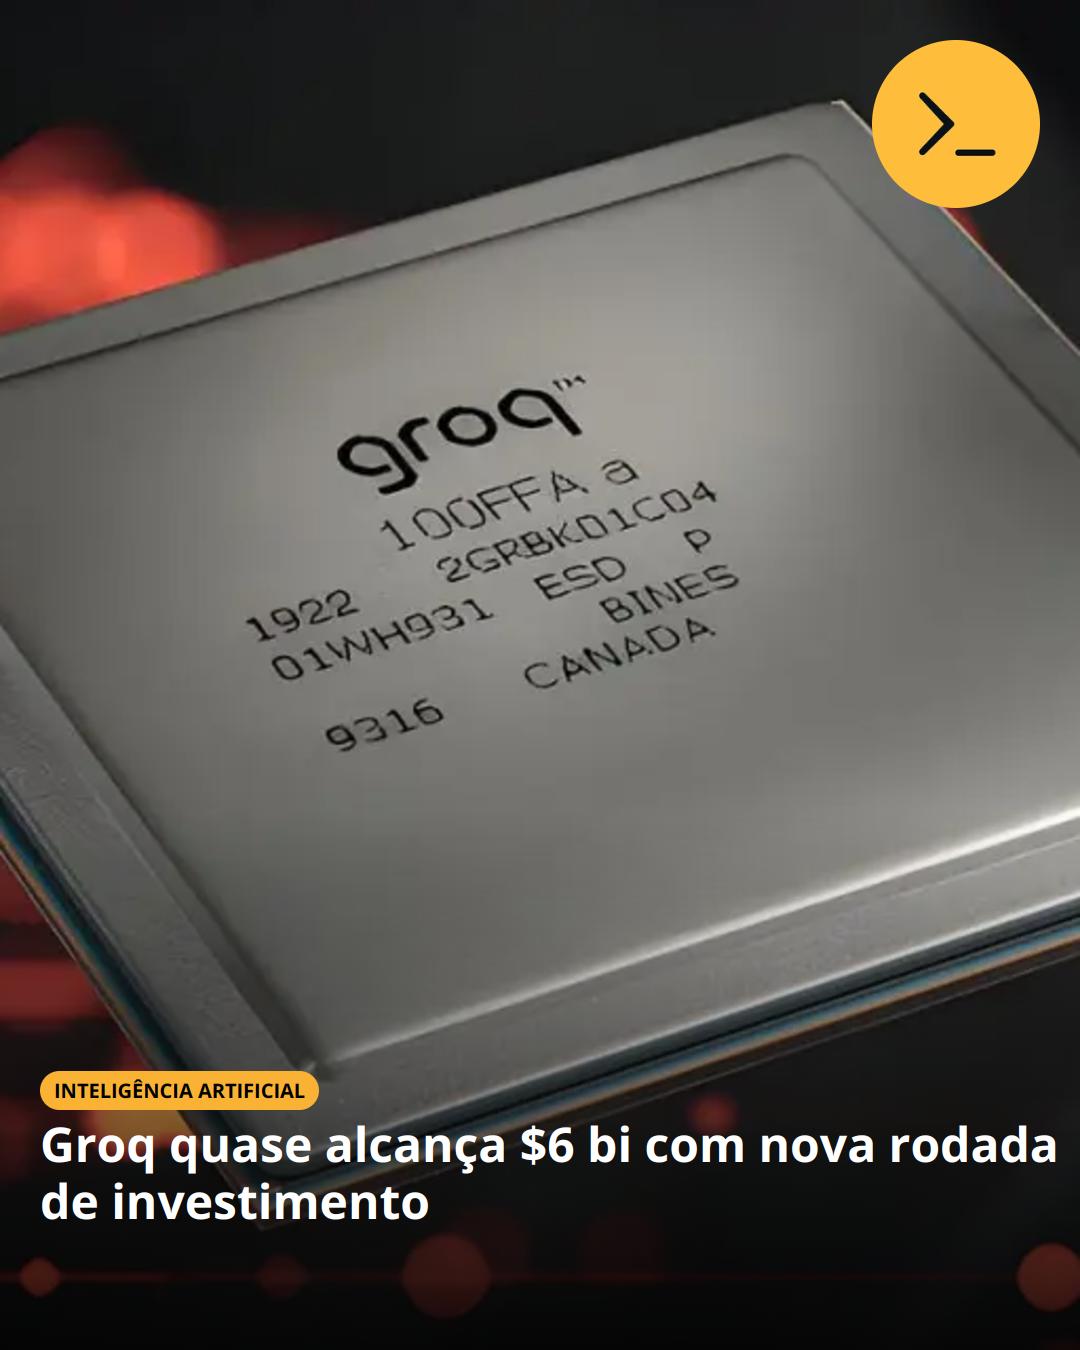 groq™
100FFA a
2GRBK01C04
1922 ESD P
01WH931 BINES
9316 CANADA
INTELIGÊNCIA ARTIFICIAL
Groq quase alcança $6 bi com nova rodada
de investimento